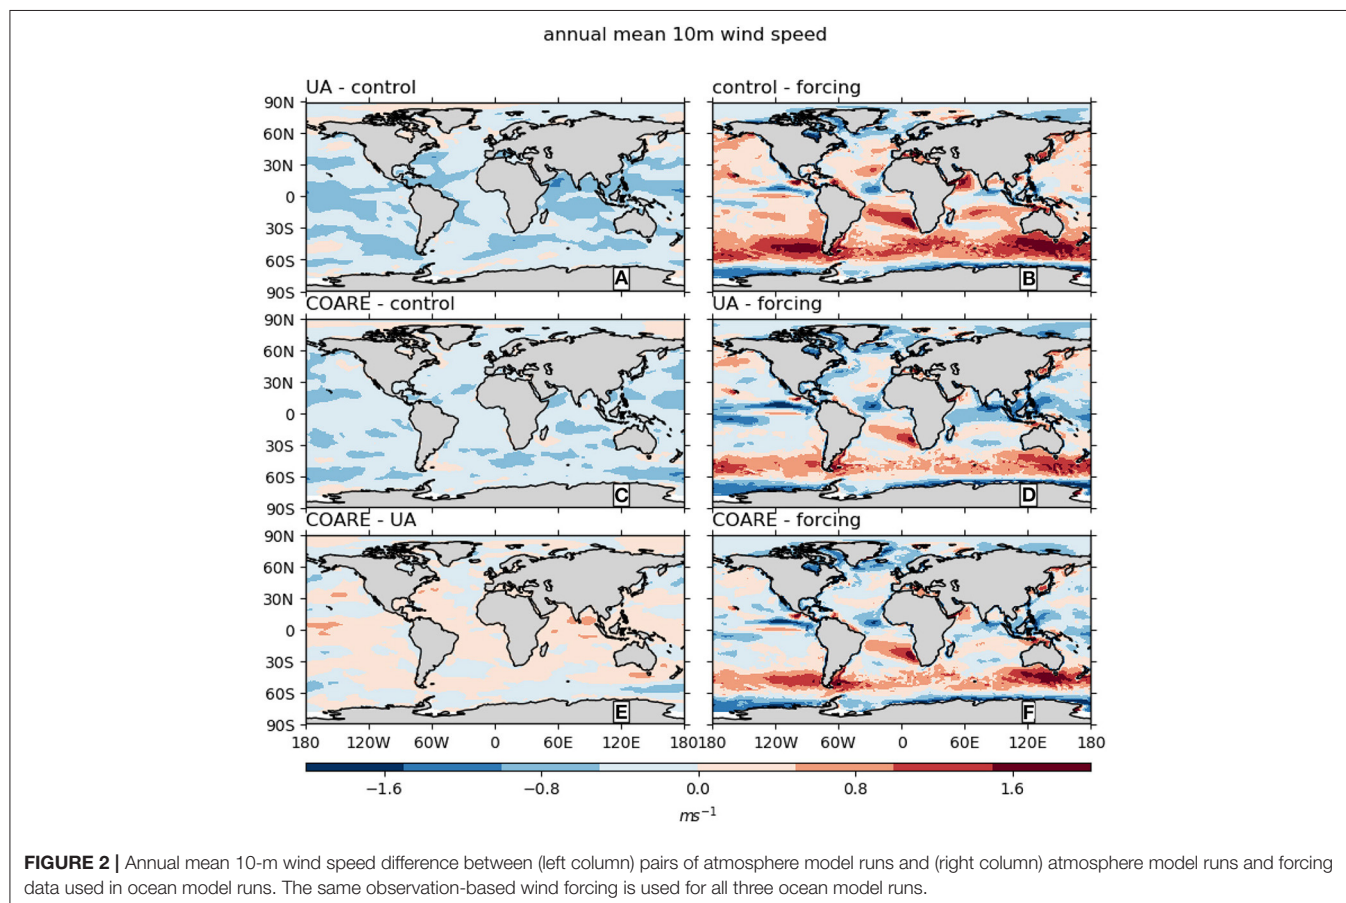 annual mean 10m wind speed
UA - control
control - forcing
90N
60N
30N
0
30S
60S
90S
A
B
COARE - control
UA - forcing
90N
60N
30N
0
30S
60S
90S
C
D
COARE - UA
COARE - forcing
90N
60N
30N
0
30S
60S
90S
E
F
180 120W 60W 0 60E 120E 180180 120W 60W 0 60E 120E 180
−1.6 −0.8 0.0 0.8 1.6
ms⁻¹
FIGURE 2 | Annual mean 10-m wind speed difference between (left column) pairs of atmosphere model runs and (right column) atmosphere model runs and forcing
data used in ocean model runs. The same observation-based wind forcing is used for all three ocean model runs.